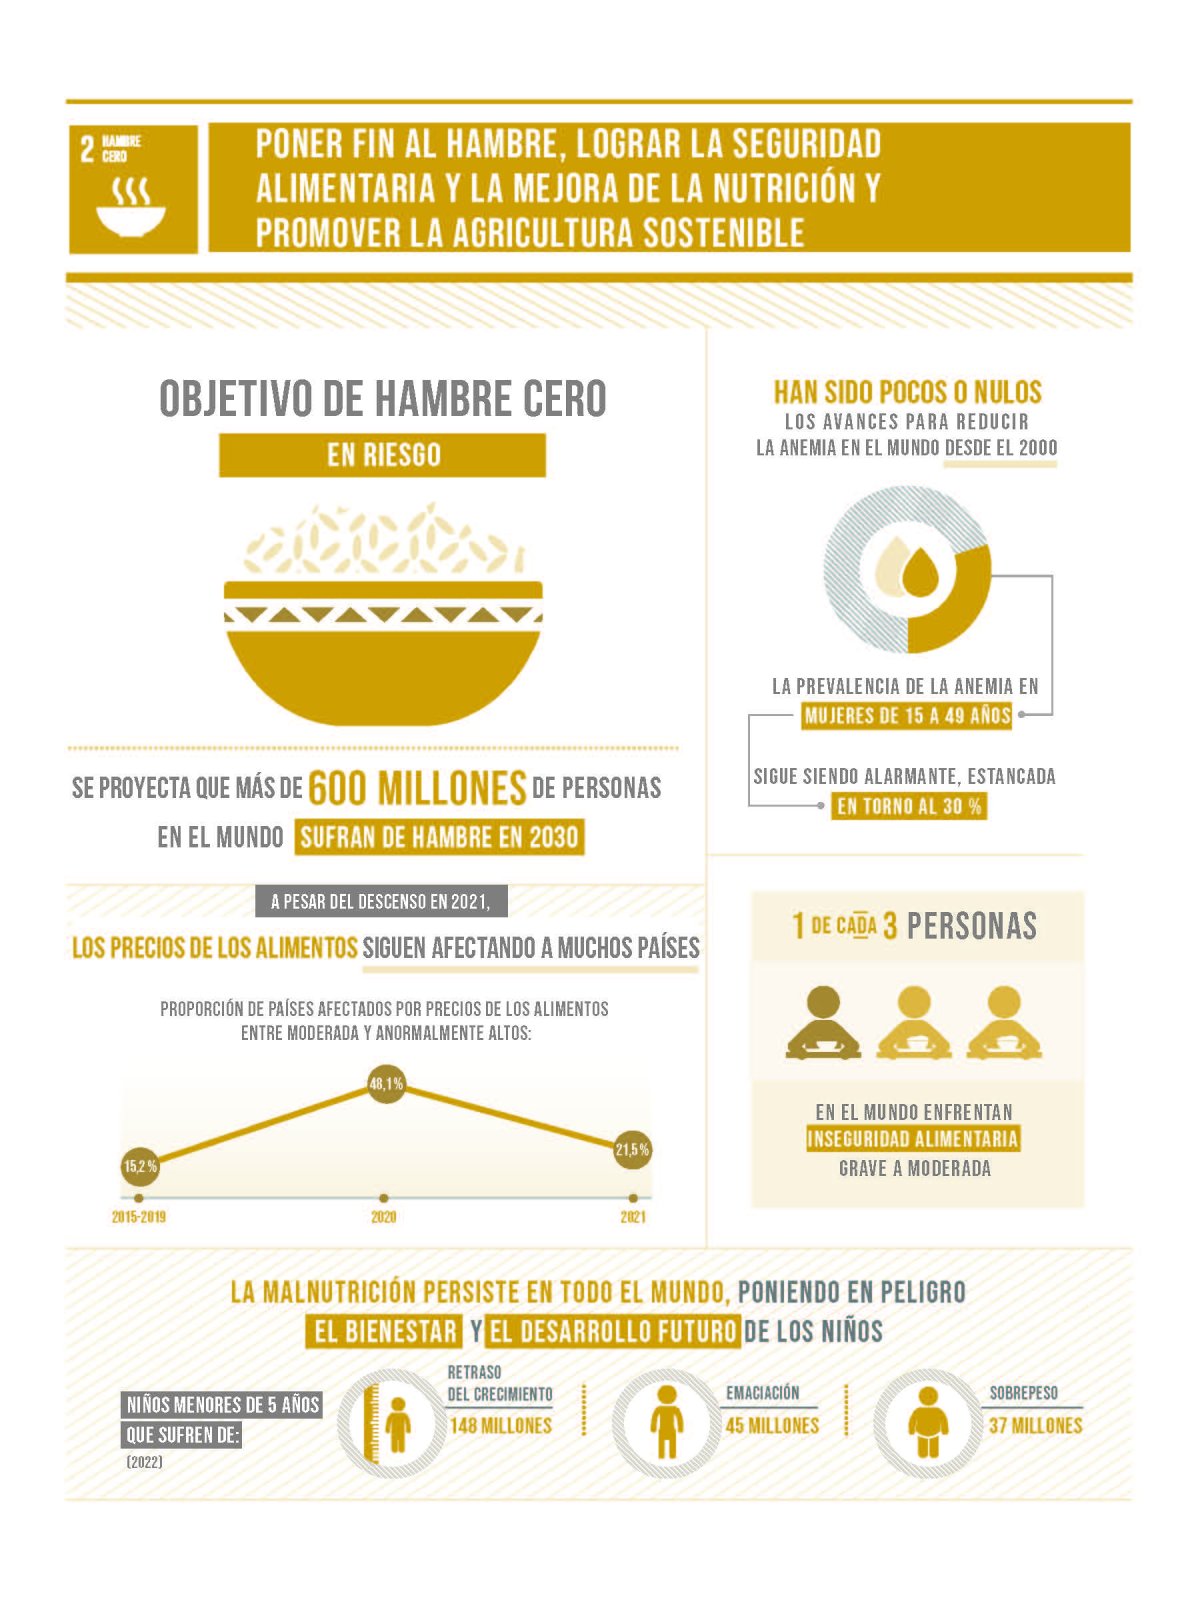 2 HAMBRE
CERO
PONER FIN AL HAMBRE, LOGRAR LA SEGURIDAD
ALIMENTARIA Y LA MEJORA DE LA NUTRICIÓN Y
PROMOVER LA AGRICULTURA SOSTENIBLE
OBJETIVO DE HAMBRE CERO
EN RIESGO
SE PROYECTA QUE MÁS DE 600 MILLONES DE PERSONAS
EN EL MUNDO SUFRAN DE HAMBRE EN 2030
A PESAR DEL DESCENSO EN 2021,
LOS PRECIOS DE LOS ALIMENTOS SIGUEN AFECTANDO A MUCHOS PAÍSES
PROPORCIÓN DE PAÍSES AFECTADOS POR PRECIOS DE LOS ALIMENTOS
ENTRE MODERADA Y ANORMALMENTE ALTOS:
48,1%
21,5%
15,2%
2015-2019
2020
2021
HAN SIDO POCOS O NULOS
LOS AVANCES PARA REDUCIR
LA ANEMIA EN EL MUNDO DESDE EL 2000
LA PREVALENCIA DE LA ANEMIA EN
MUJERES DE 15 A 49 AÑOS
SIGUE SIENDO ALARMANTE, ESTANCADA
EN TORNO AL 30 %
1 DE CADA 3 PERSONAS
EN EL MUNDO ENFRENTAN
INSEGURIDAD ALIMENTARIA
GRAVE A MODERADA
LA MALNUTRICIÓN PERSISTE EN TODO EL MUNDO, PONIENDO EN PELIGRO
EL BIENESTAR Y EL DESARROLLO FUTURO DE LOS NIÑOS
NIÑOS MENORES DE 5 AÑOS
QUE SUFREN DE:
(2022)
RETRASO
DEL CRECIMIENTO
148 MILLONES
EMACIACIÓN
45 MILLONES
SOBREPESO
37 MILLONES